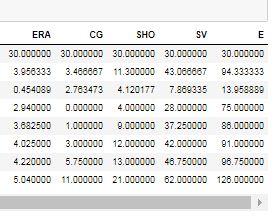 ERA CG SHO SV E
30.000000 30.000000 30.000000 30.000000 30.000000
3.956333 3.466667 11.300000 43.066667 94.333333
0.454089 2.763473 4.120177 7.869335 13.958889
2.940000 0.000000 4.000000 28.000000 75.000000
3.682500 1.000000 9.000000 37.250000 86.000000
4.025000 3.000000 12.000000 42.000000 91.000000
4.220000 5.750000 13.000000 46.750000 96.750000
5.040000 11.000000 21.000000 62.000000 126.000000